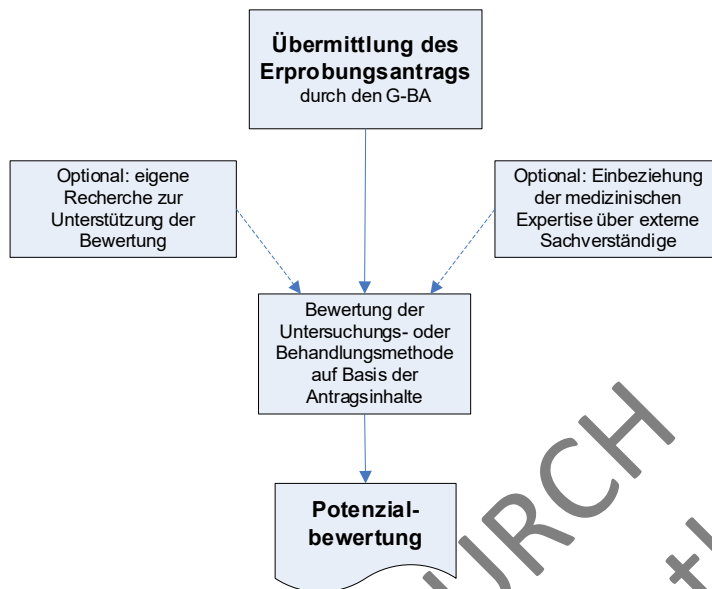 Übermittlung des
Erprobungsantrags
durch den G-BA
Optional: eigene
Recherche zur
Unterstützung der
Bewertung
Optional: Einbeziehung
der medizinischen
Expertise über externe
Sachverständige
Bewertung der
Untersuchungs- oder
Behandlungsmethode
auf Basis der
Antragsinhalte
Potenzial-
bewertung